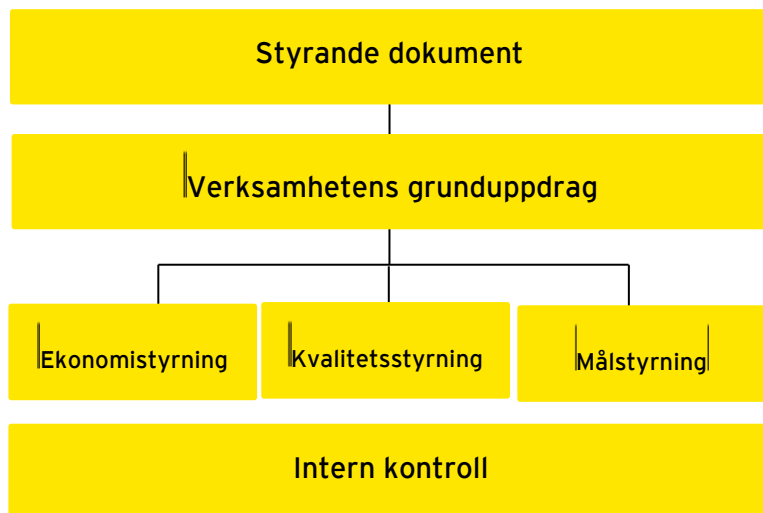 Styrande dokument
Verksamhetens grunduppdrag
Ekonomistyrning
Kvalitetsstyrning
Målstyrning
Intern kontroll